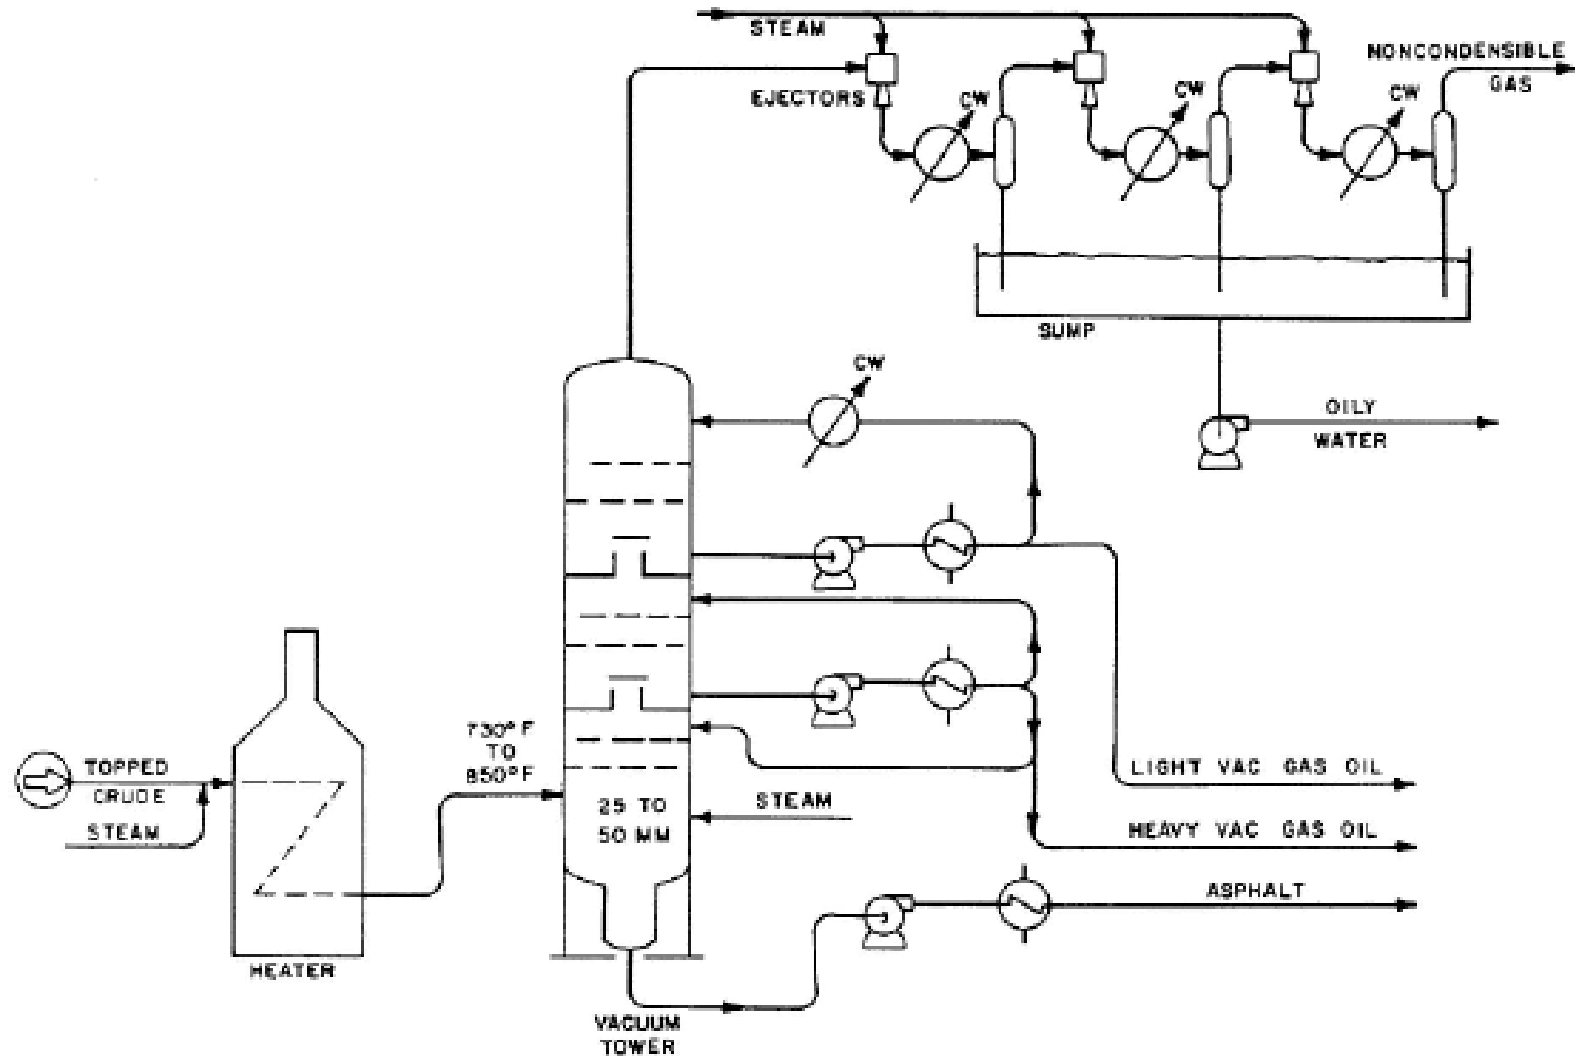 STEAM
NONCONDENSIBLE
GAS
EJECTORS
CW
CW
CW
SUMP
CW
OILY
WATER
730° F
TO
850°F
TOPPED
CRUDE
STEAM
25 TO
50 MM
STEAM
LIGHT VAC GAS OIL
HEAVY VAC GAS OIL
ASPHALT
HEATER
VACUUM
TOWER